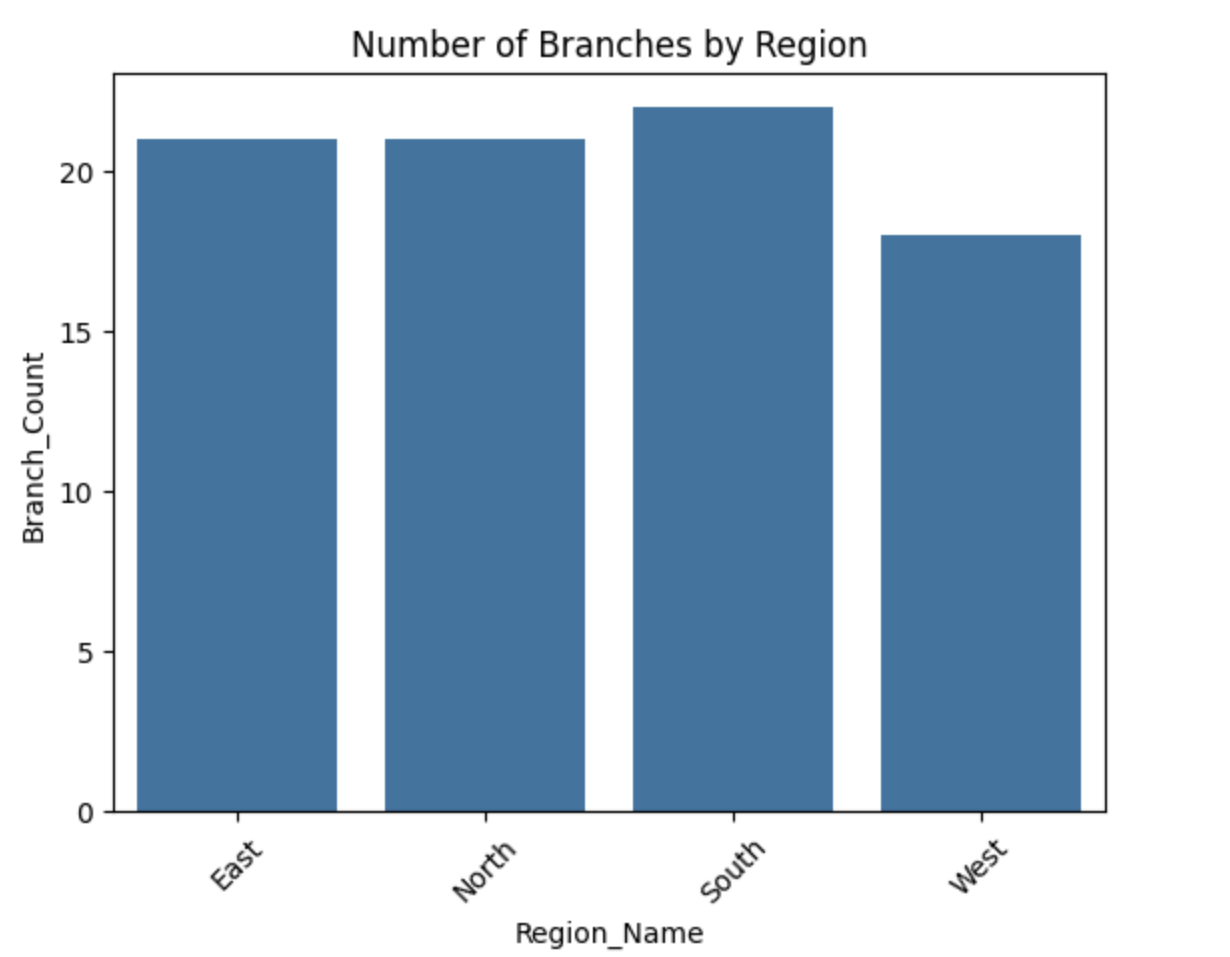 Number of Branches by Region
Branch_Count
20
15
10
5
0
East
North
South
West
Region_Name